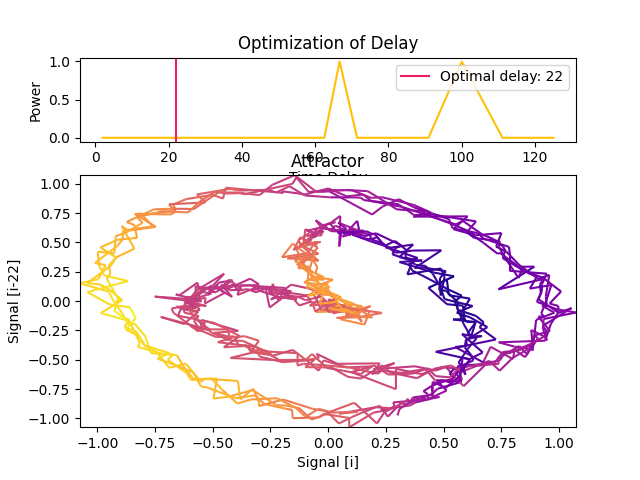 Optimization of Delay
Power
1.0
0.5
0.0
Optimal delay: 22
0 20 40 60 80 100 120
Time Delay
Attractor
Signal [i-22]
1.00
0.75
0.50
0.25
0.00
−0.25
−0.50
−0.75
−1.00
−1.00 −0.75 −0.50 −0.25 0.00 0.25 0.50 0.75 1.00
Signal [i]